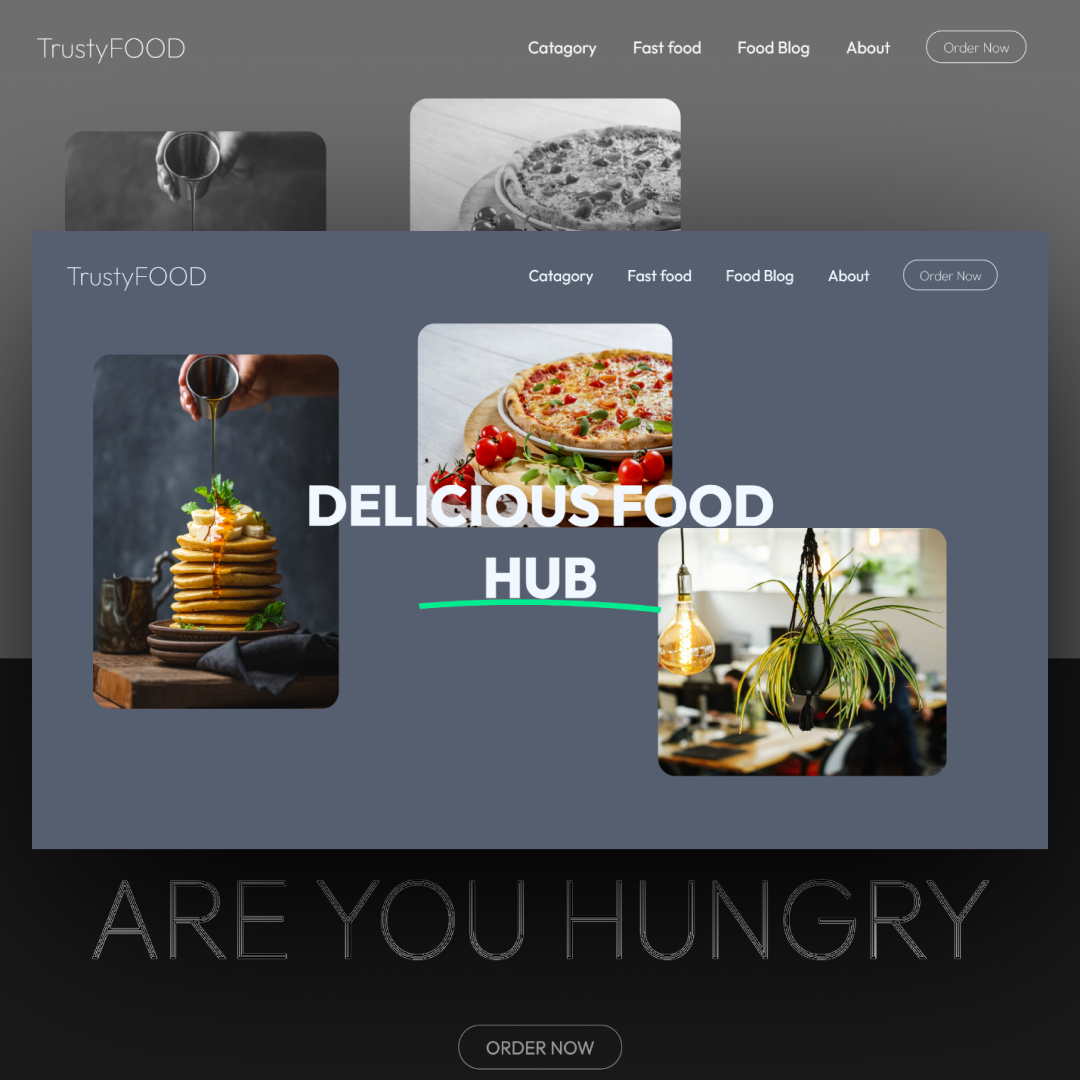 TrustyFOOD Catagory Fast food Food Blog About Order Now
TrustyFOOD Catagory Fast food Food Blog About Order Now
DELICIOUS FOOD
HUB
ARE YOU HUNGRY
ORDER NOW